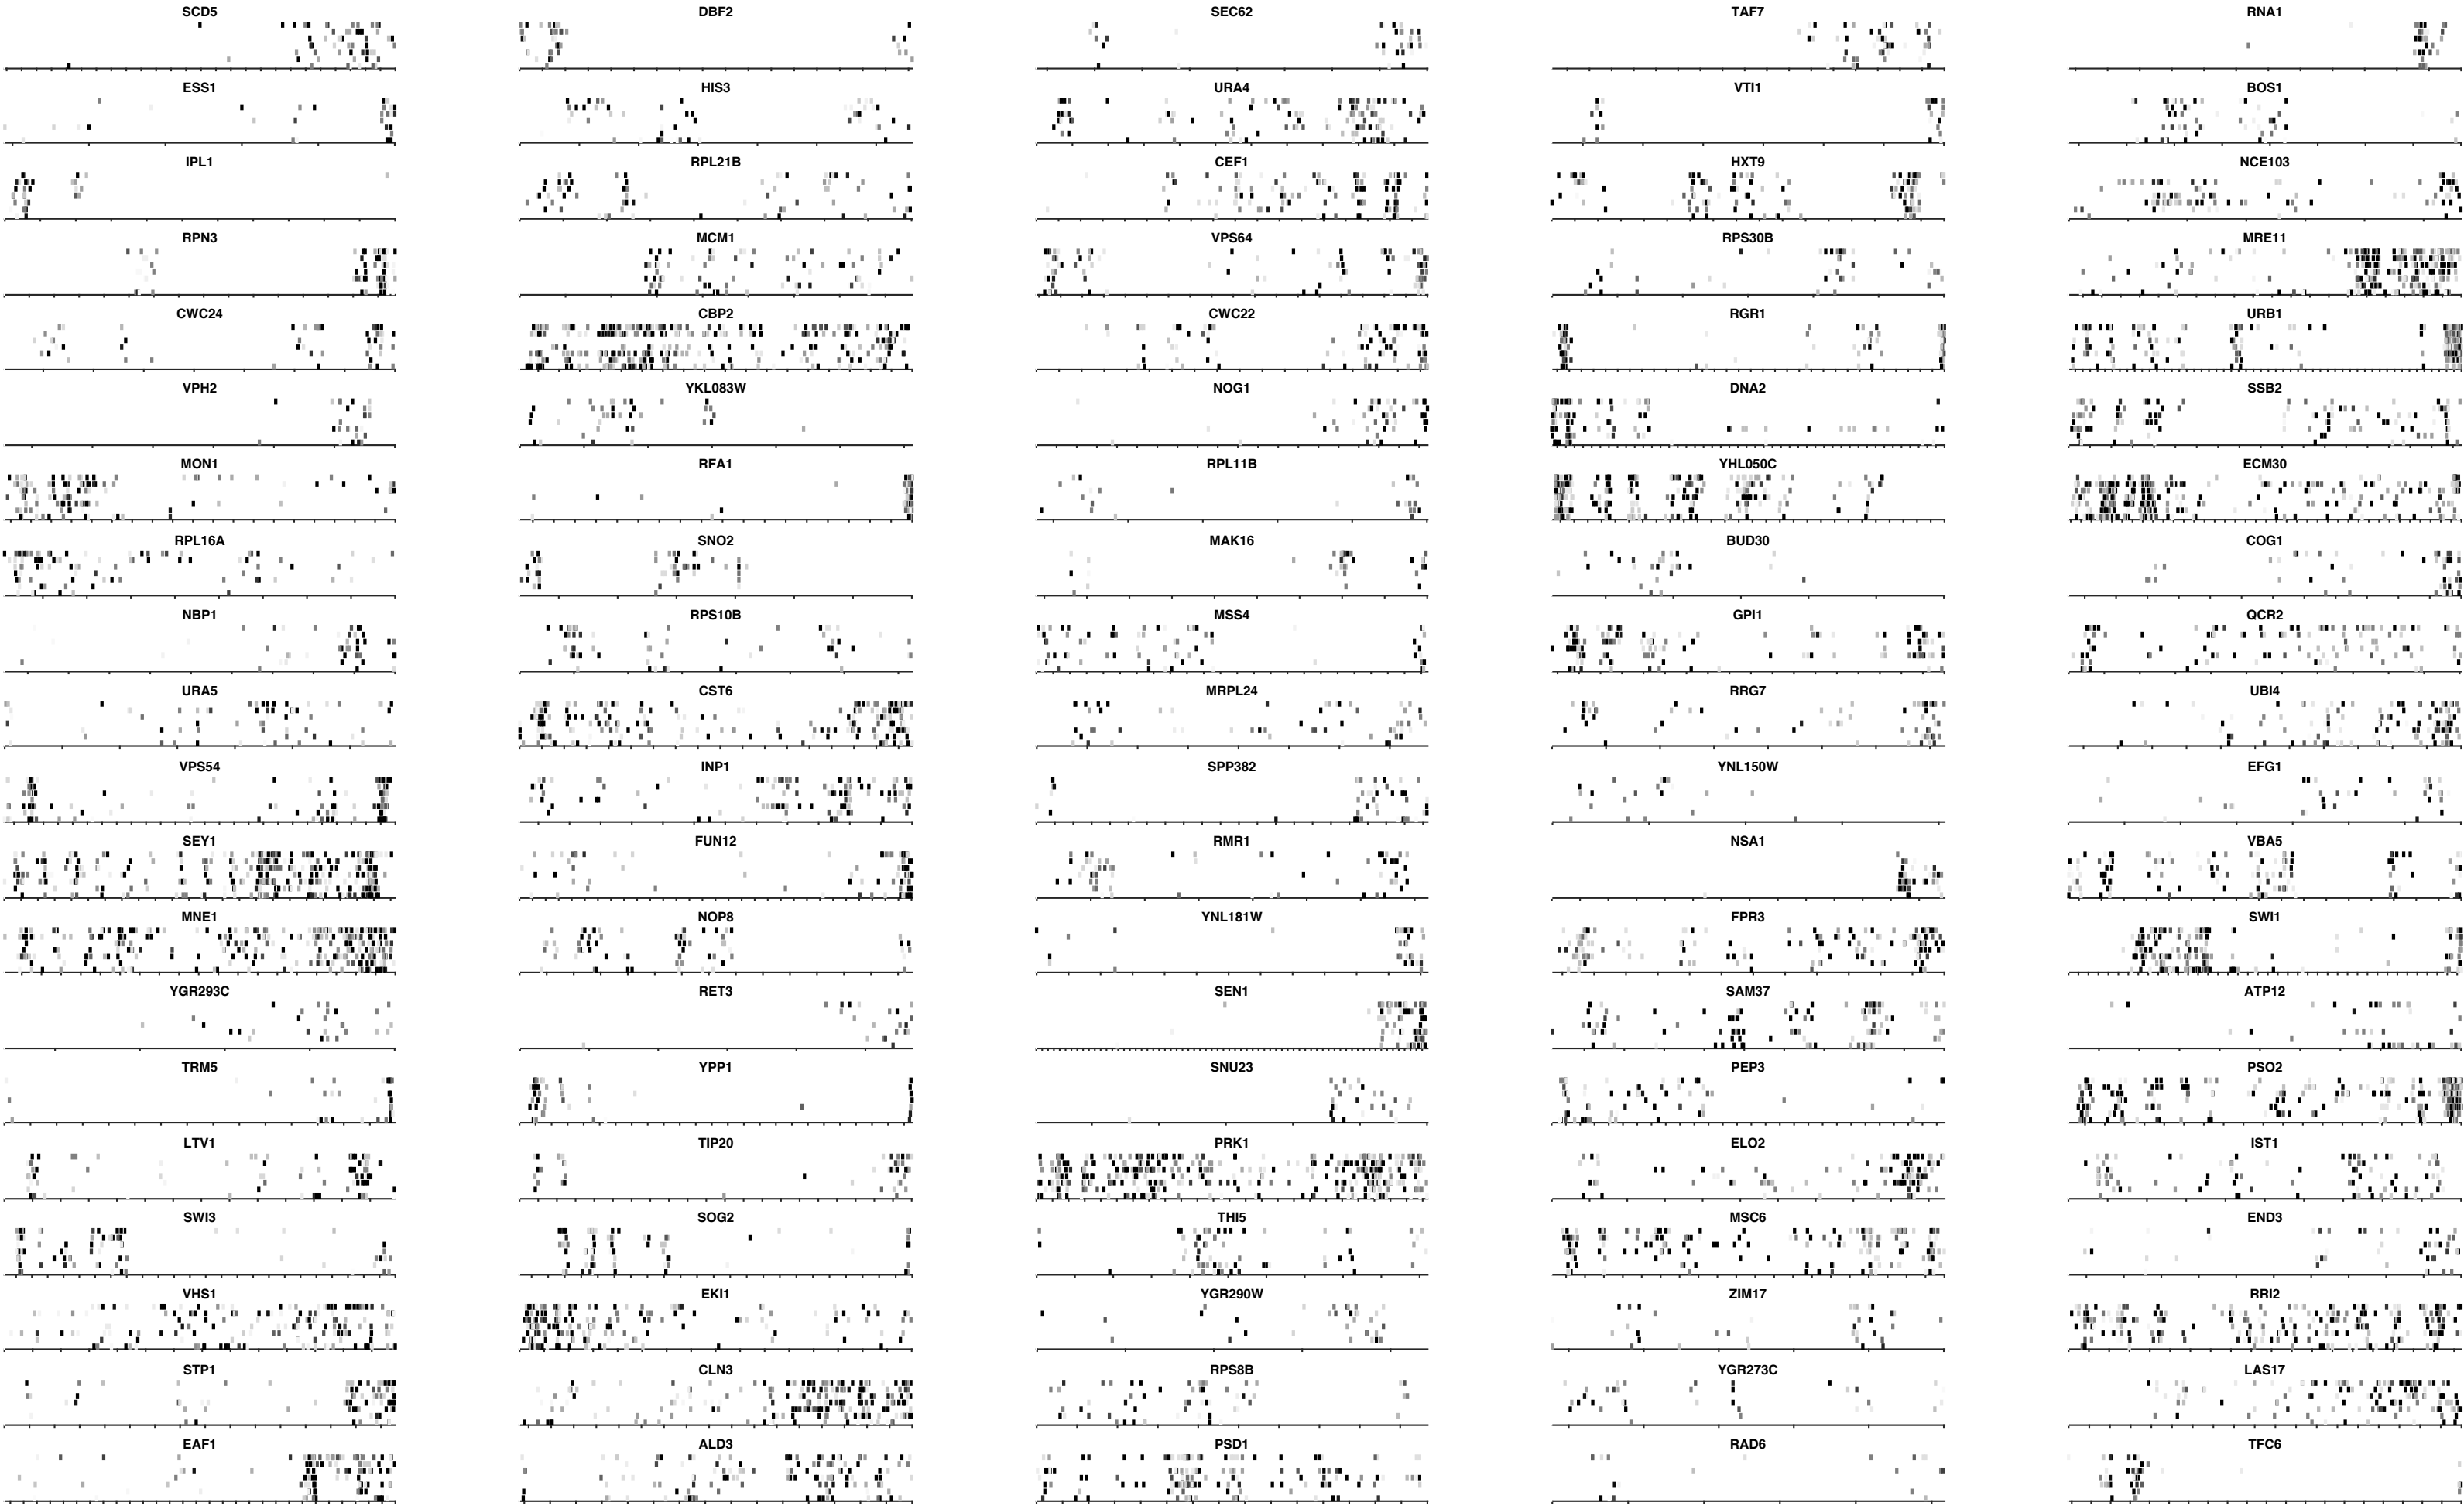 SCD5 DBF2 SEC62 TAF7 RNA1
ESS1 HIS3 URA4 VTI1 BOS1
IPL1 RPL21B CEF1 HXT9 NCE103
RPN3 MCM1 VPS64 RPS30B MRE11
CWC24 CBP2 CWC22 RGR1 URB1
VPH2 YKL083W NOG1 DNA2 SSB2
MON1 RFA1 RPL11B YHL050C ECM30
RPL16A SNO2 MAK16 BUD30 COG1
NBP1 RPS10B MSS4 GPI1 QCR2
URA5 CST6 MRPL24 RRG7 UBI4
VPS54 INP1 SPP382 YNL150W EFG1
SEY1 FUN12 RMR1 NSA1 VBA5
MNE1 NOP8 YNL181W FPR3 SWI1
YGR293C RET3 SEN1 SAM37 ATP12
TRM5 YPP1 SNU23 PEP3 PSO2
LTV1 TIP20 PRK1 ELO2 IST1
SWI3 SOG2 THI5 MSC6 END3
VHS1 EKI1 YGR290W ZIM17 RRI2
STP1 CLN3 RPS8B YGR273C LAS17
EAF1 ALD3 PSD1 RAD6 TFC6